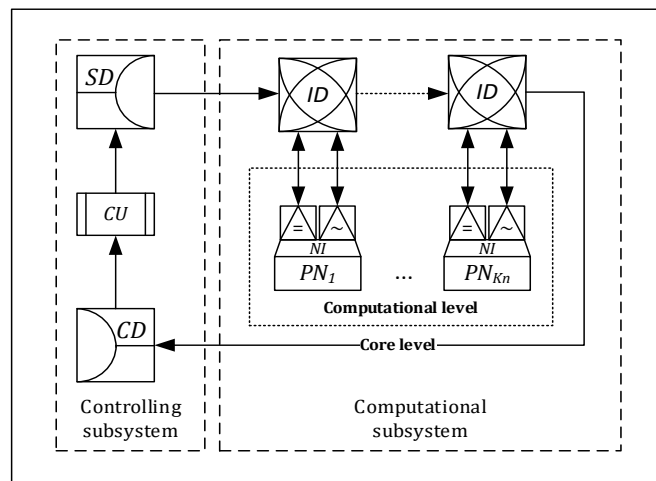 SD
ID
ID
CU
= ~
= ~
NI
NI
PN1
...
PNKn
Computational level
CD
Core level
Controlling
subsystem
Computational
subsystem